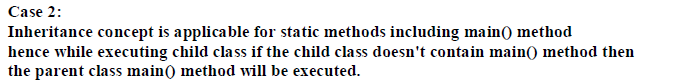 Case 2:
Inheritance concept is applicable for static methods including main() method
hence while executing child class if the child class doesn't contain main() method then
the parent class main() method will be executed.